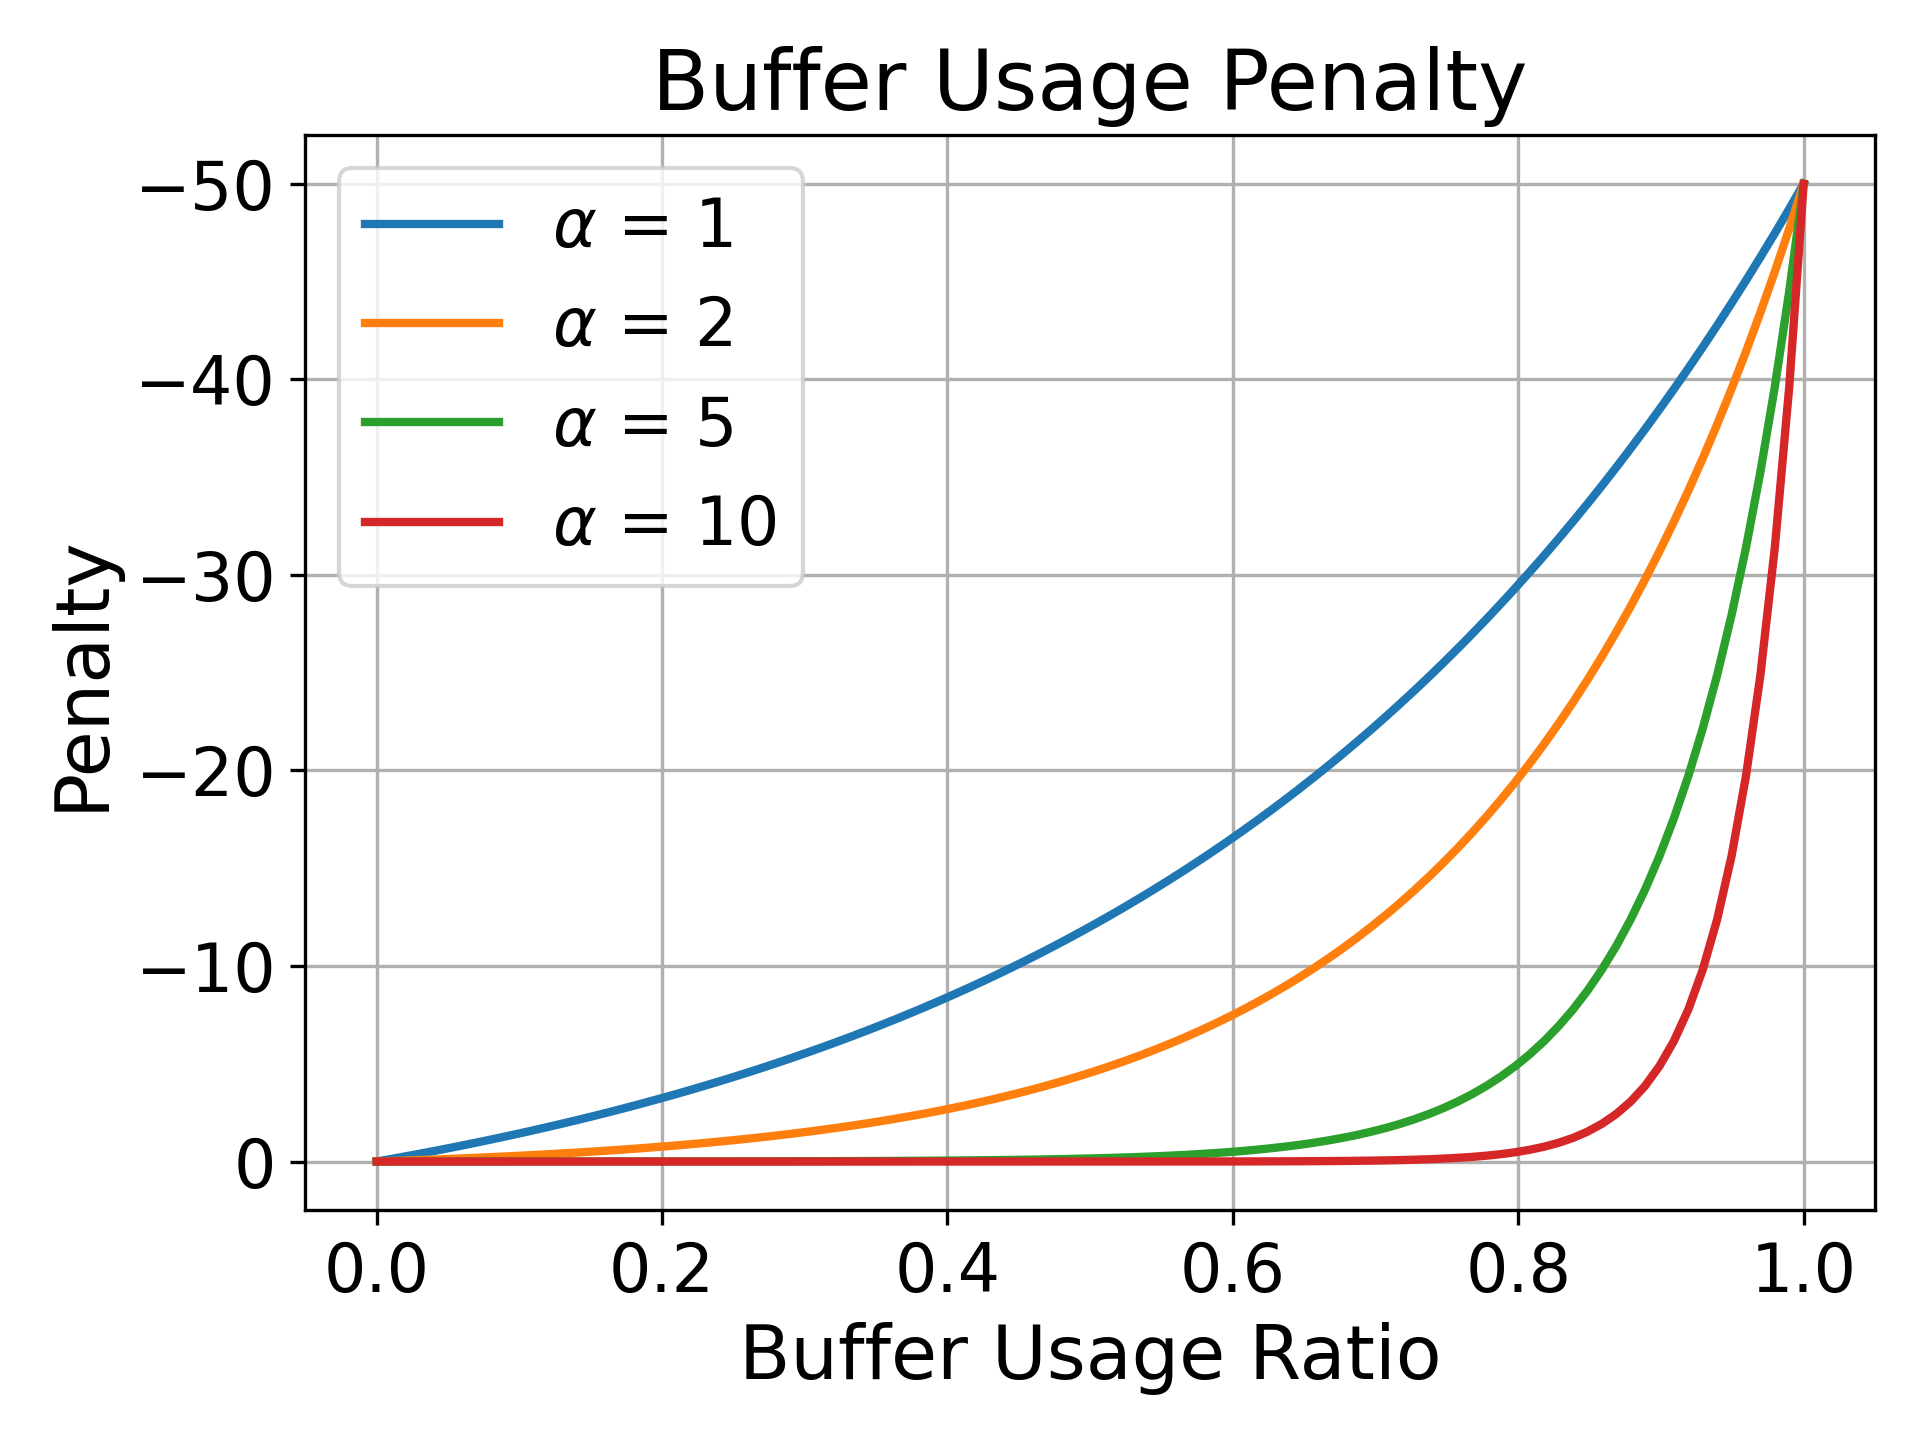 Buffer Usage Penalty
α = 1
α = 2
α = 5
α = 10
Penalty
−50
−40
−30
−20
−10
0
0.0 0.2 0.4 0.6 0.8 1.0
Buffer Usage Ratio